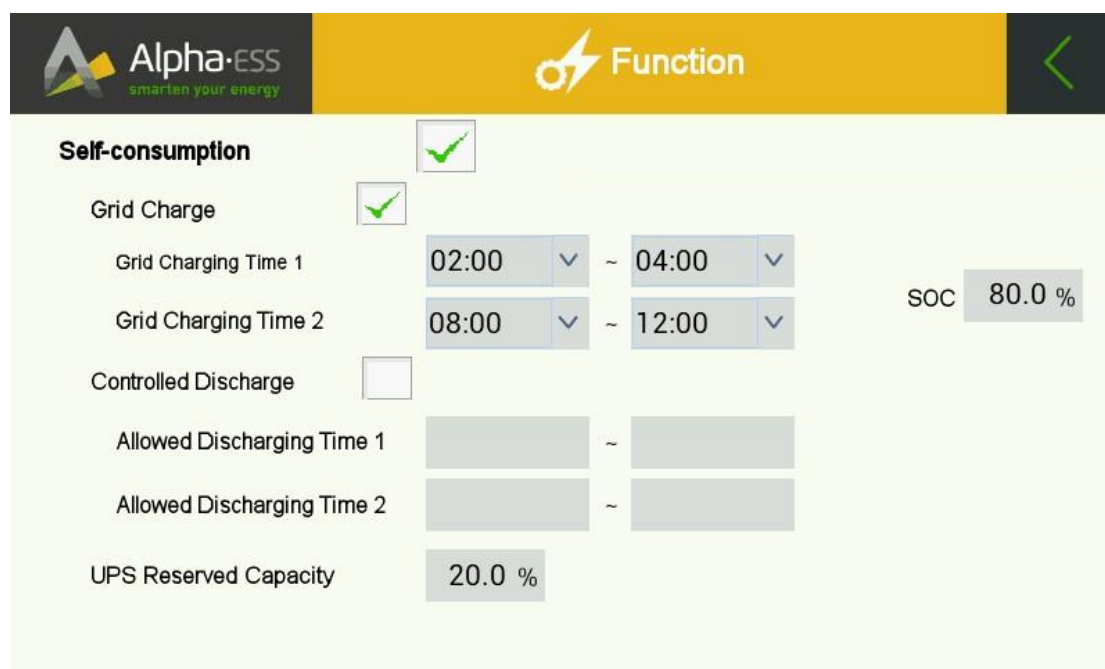 Alpha·ESS
smarten your energy
Function
Self-consumption
Grid Charge
Grid Charging Time 1 02:00 ~ 04:00
SOC 80.0 %
Grid Charging Time 2 08:00 ~ 12:00
Controlled Discharge
Allowed Discharging Time 1 ~
Allowed Discharging Time 2 ~
UPS Reserved Capacity 20.0 %